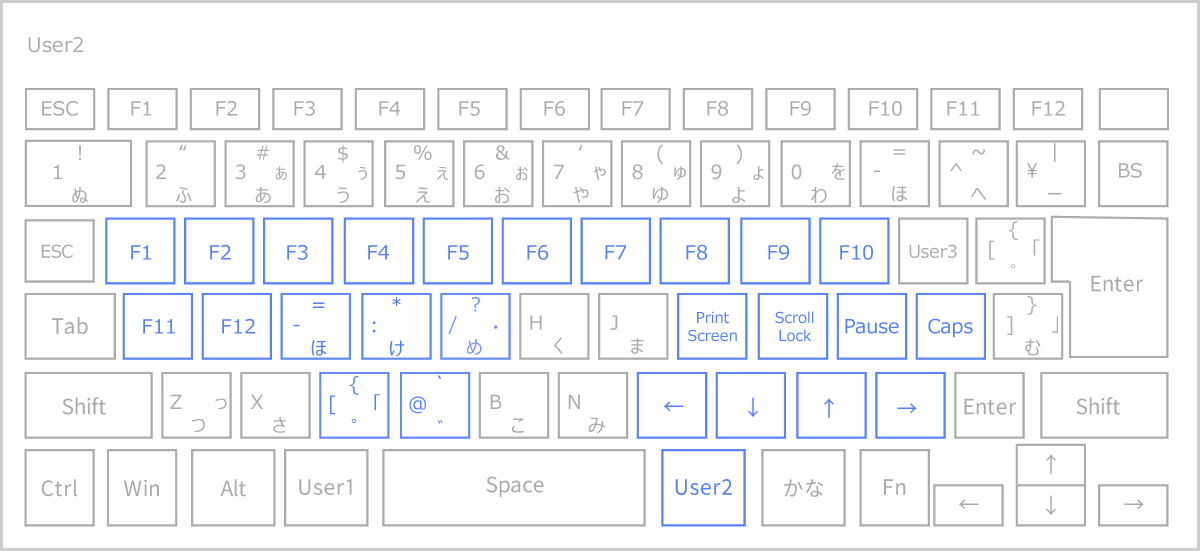 User2
ESC F1 F2 F3 F4 F5 F6 F7 F8 F9 F10 F11 F12
! “ # $ % & ‘ ( ) = ~ |
1 2 3 ぁ 4 ぅ 5 ぇ 6 ぉ 7 ゃ 8 ゅ 9 ょ 0 を - ^ ¥ BS
ぬ ふ あ う え お や ゆ よ わ ほ へ ー
ESC F1 F2 F3 F4 F5 F6 F7 F8 F9 F10 User3 { [ 「 ゜ Enter
= * ? Print Scroll }
Tab F11 F12 - : / ・ H J Screen Lock Pause Caps ] 」
ほ け め く ま む
{ `
Shift Z っ X [ 「 @ B N ← ↓ ↑ → Enter Shift
つ さ ゜ ゛ こ み
Ctrl Win Alt User1 Space User2 かな Fn ↑
← ↓ →